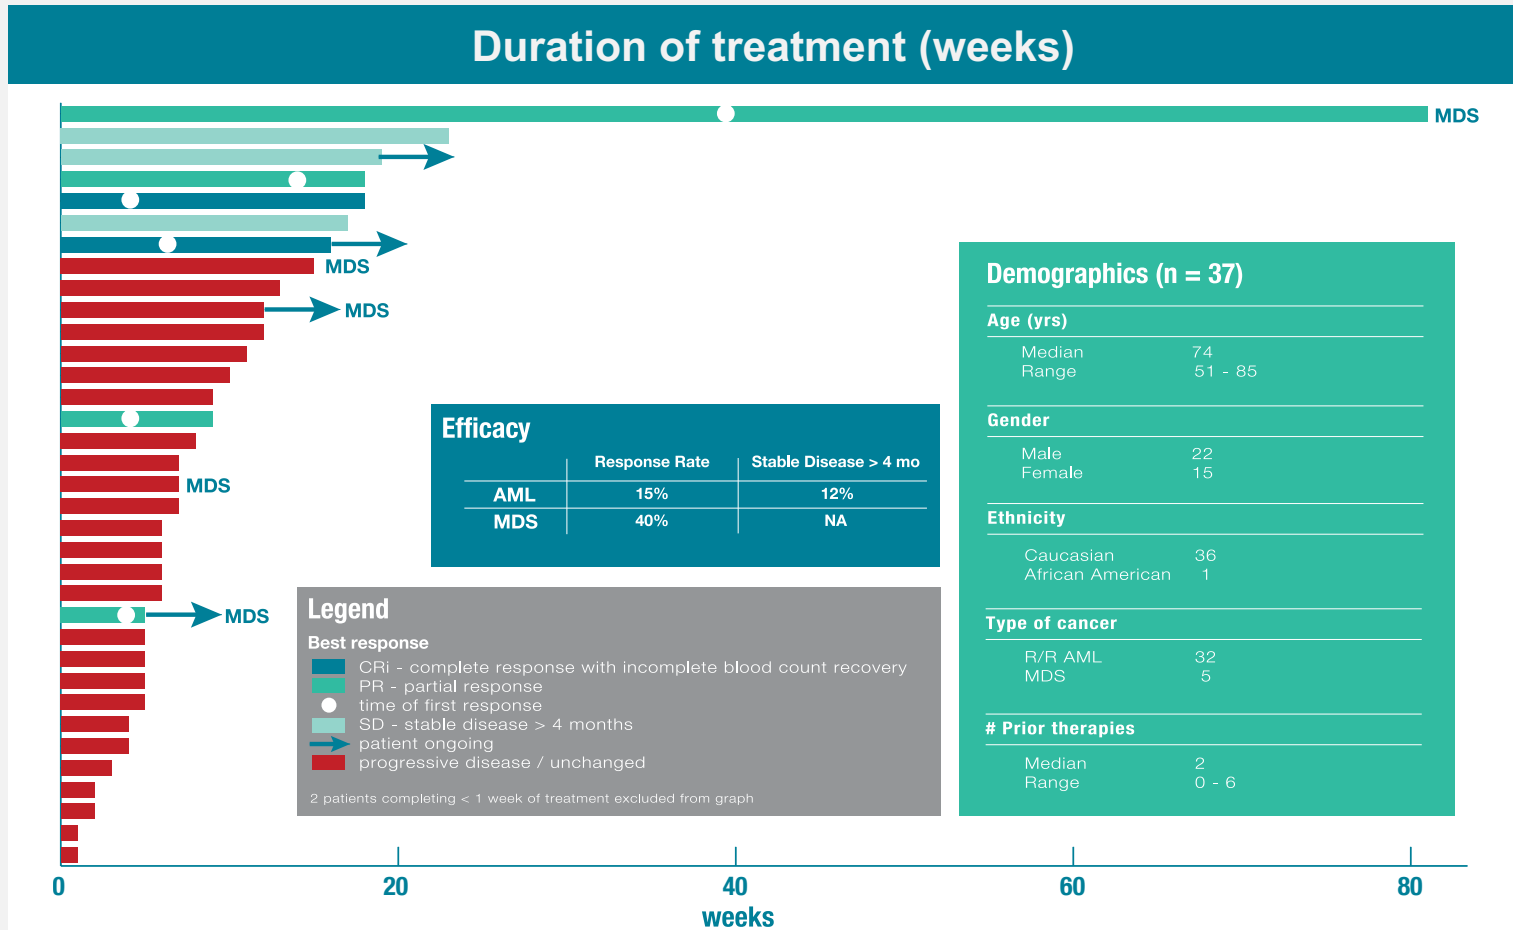 Duration of treatment (weeks)
MDS
MDS
MDS
MDS
MDS
Efficacy
Response Rate Stable Disease > 4 mo
AML 15% 12%
MDS 40% NA
Legend
Best response
CRi - complete response with incomplete blood count recovery
PR - partial response
time of first response
SD - stable disease > 4 months
patient ongoing
progressive disease / unchanged
2 patients completing < 1 week of treatment excluded from graph
Demographics (n = 37)
Age (yrs)
Median 74
Range 51 - 85
Gender
Male 22
Female 15
Ethnicity
Caucasian 36
African American 1
Type of cancer
R/R AML 32
MDS 5
# Prior therapies
Median 2
Range 0 - 6
0 20 40 60 80
weeks